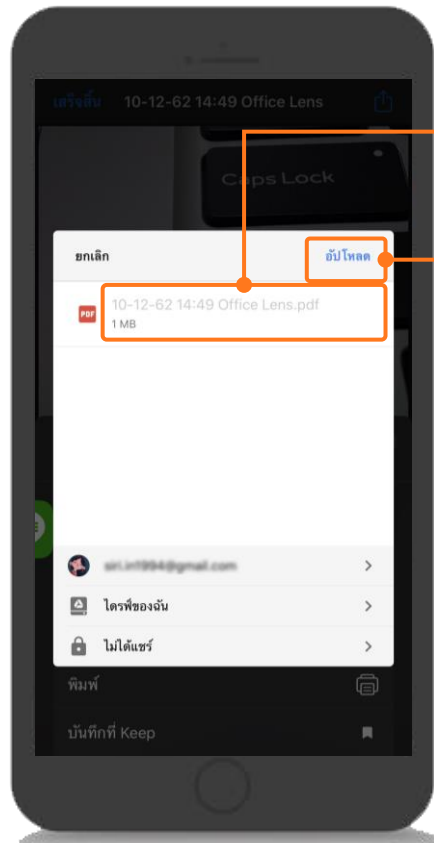 เสร็จสิ้น 10-12-62 14:49 Office Lens
Caps Lock
ยกเลิก อัปโหลด
PDF 10-12-62 14:49 Office Lens.pdf
1 MB
ไดรฟ์ของฉัน
ไม่ได้แชร์
พิมพ์
บันทึกที่ Keep